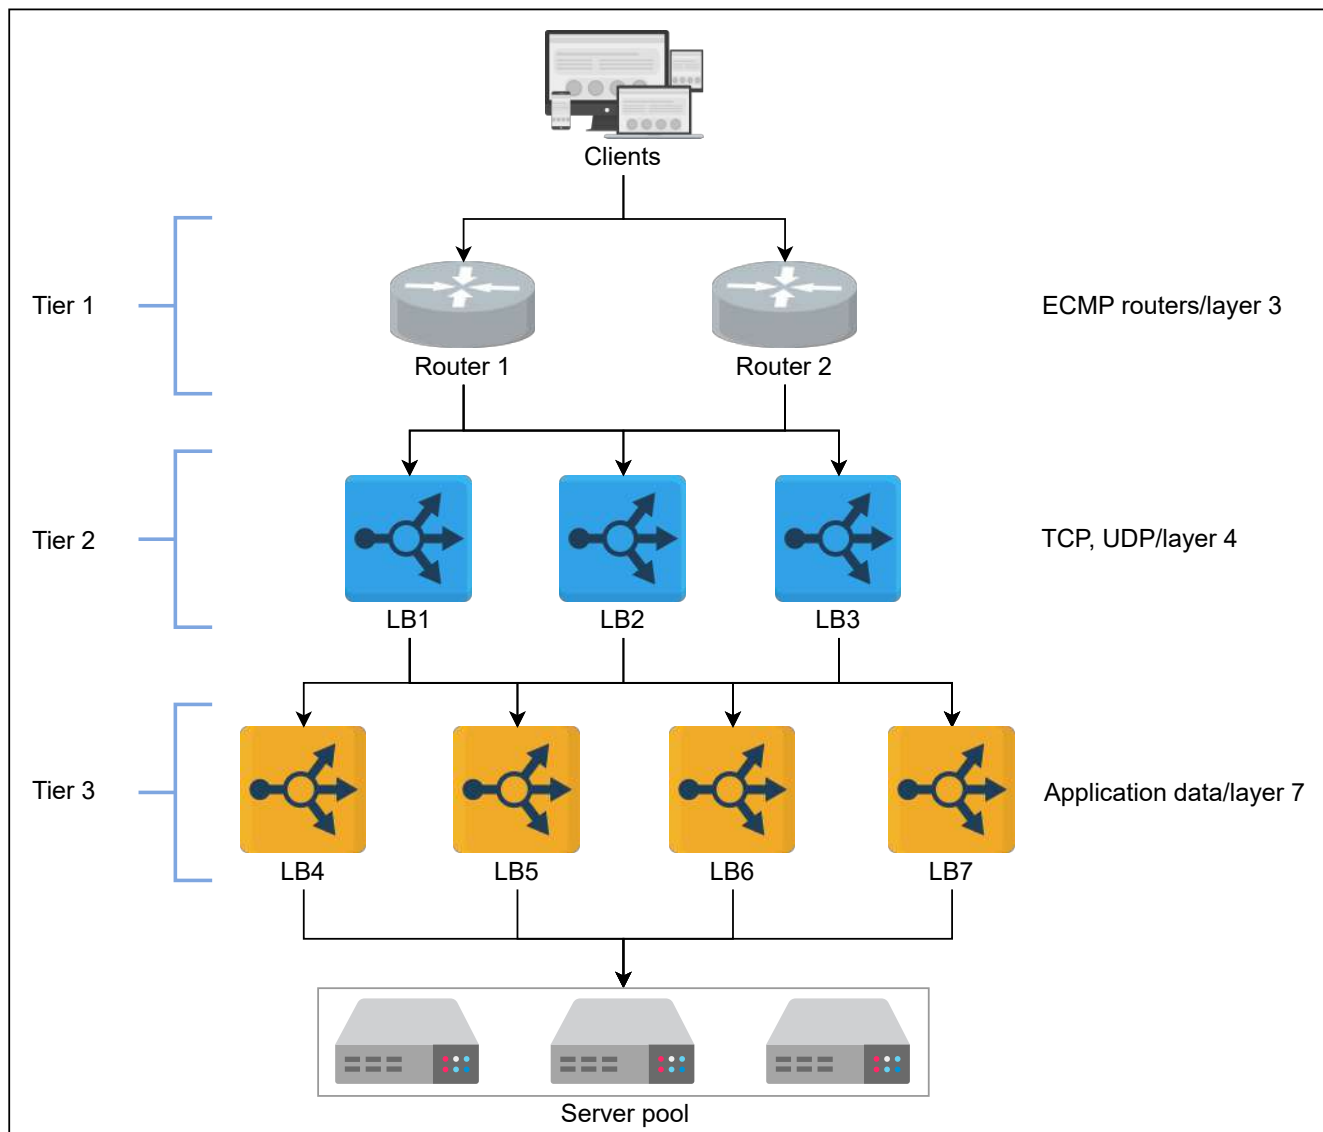 Clients
Tier 1
ECMP routers/layer 3
Router 1
Router 2
Tier 2
TCP, UDP/layer 4
LB1
LB2
LB3
Tier 3
Application data/layer 7
LB4
LB5
LB6
LB7
Server pool